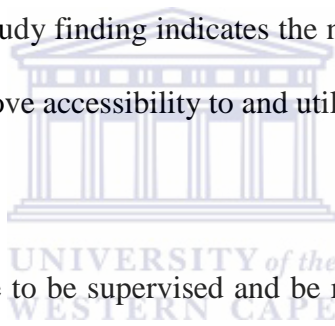 udy finding indicates the
ove accessibility to and util
UNIVERSITY of the
e to be supervised and be
WESTERN CAPE